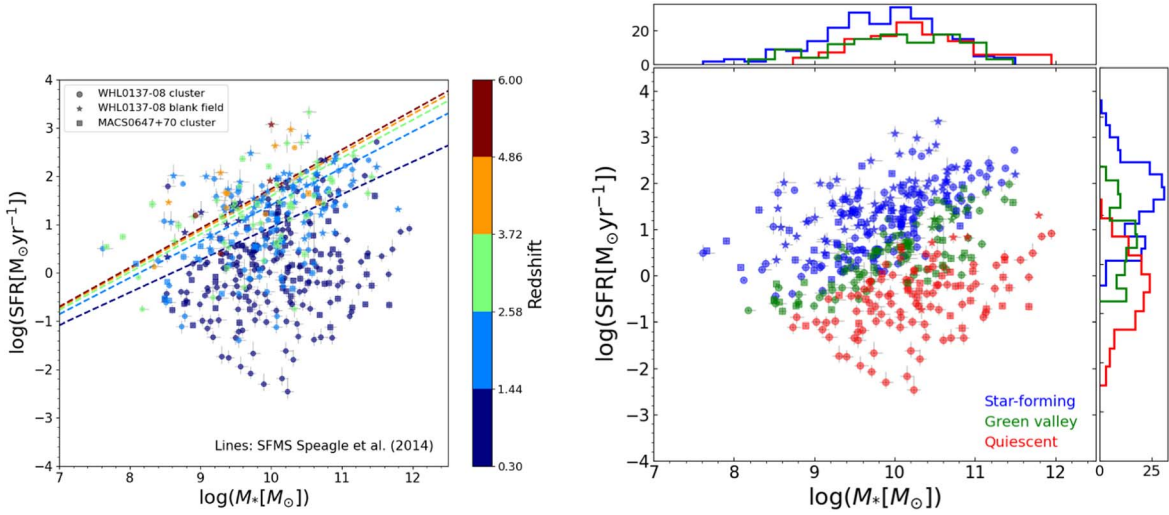 WHL0137-08 cluster
WHL0137-08 blank field
MACS0647+70 cluster
log(SFR[M⊙yr−1])
4
3
2
1
0
−1
−2
−3
−4
7 8 9 10 11 12
log(M*[M⊙])
Lines: SFMS Speagle et al. (2014)
6.00
4.86
3.72
2.58
1.44
0.30
Redshift
20
0
log(SFR[M⊙yr−1])
4
3
2
1
0
−1
−2
−3
−4
7 8 9 10 11 12
log(M*[M⊙])
Star-forming
Green valley
Quiescent
0 25